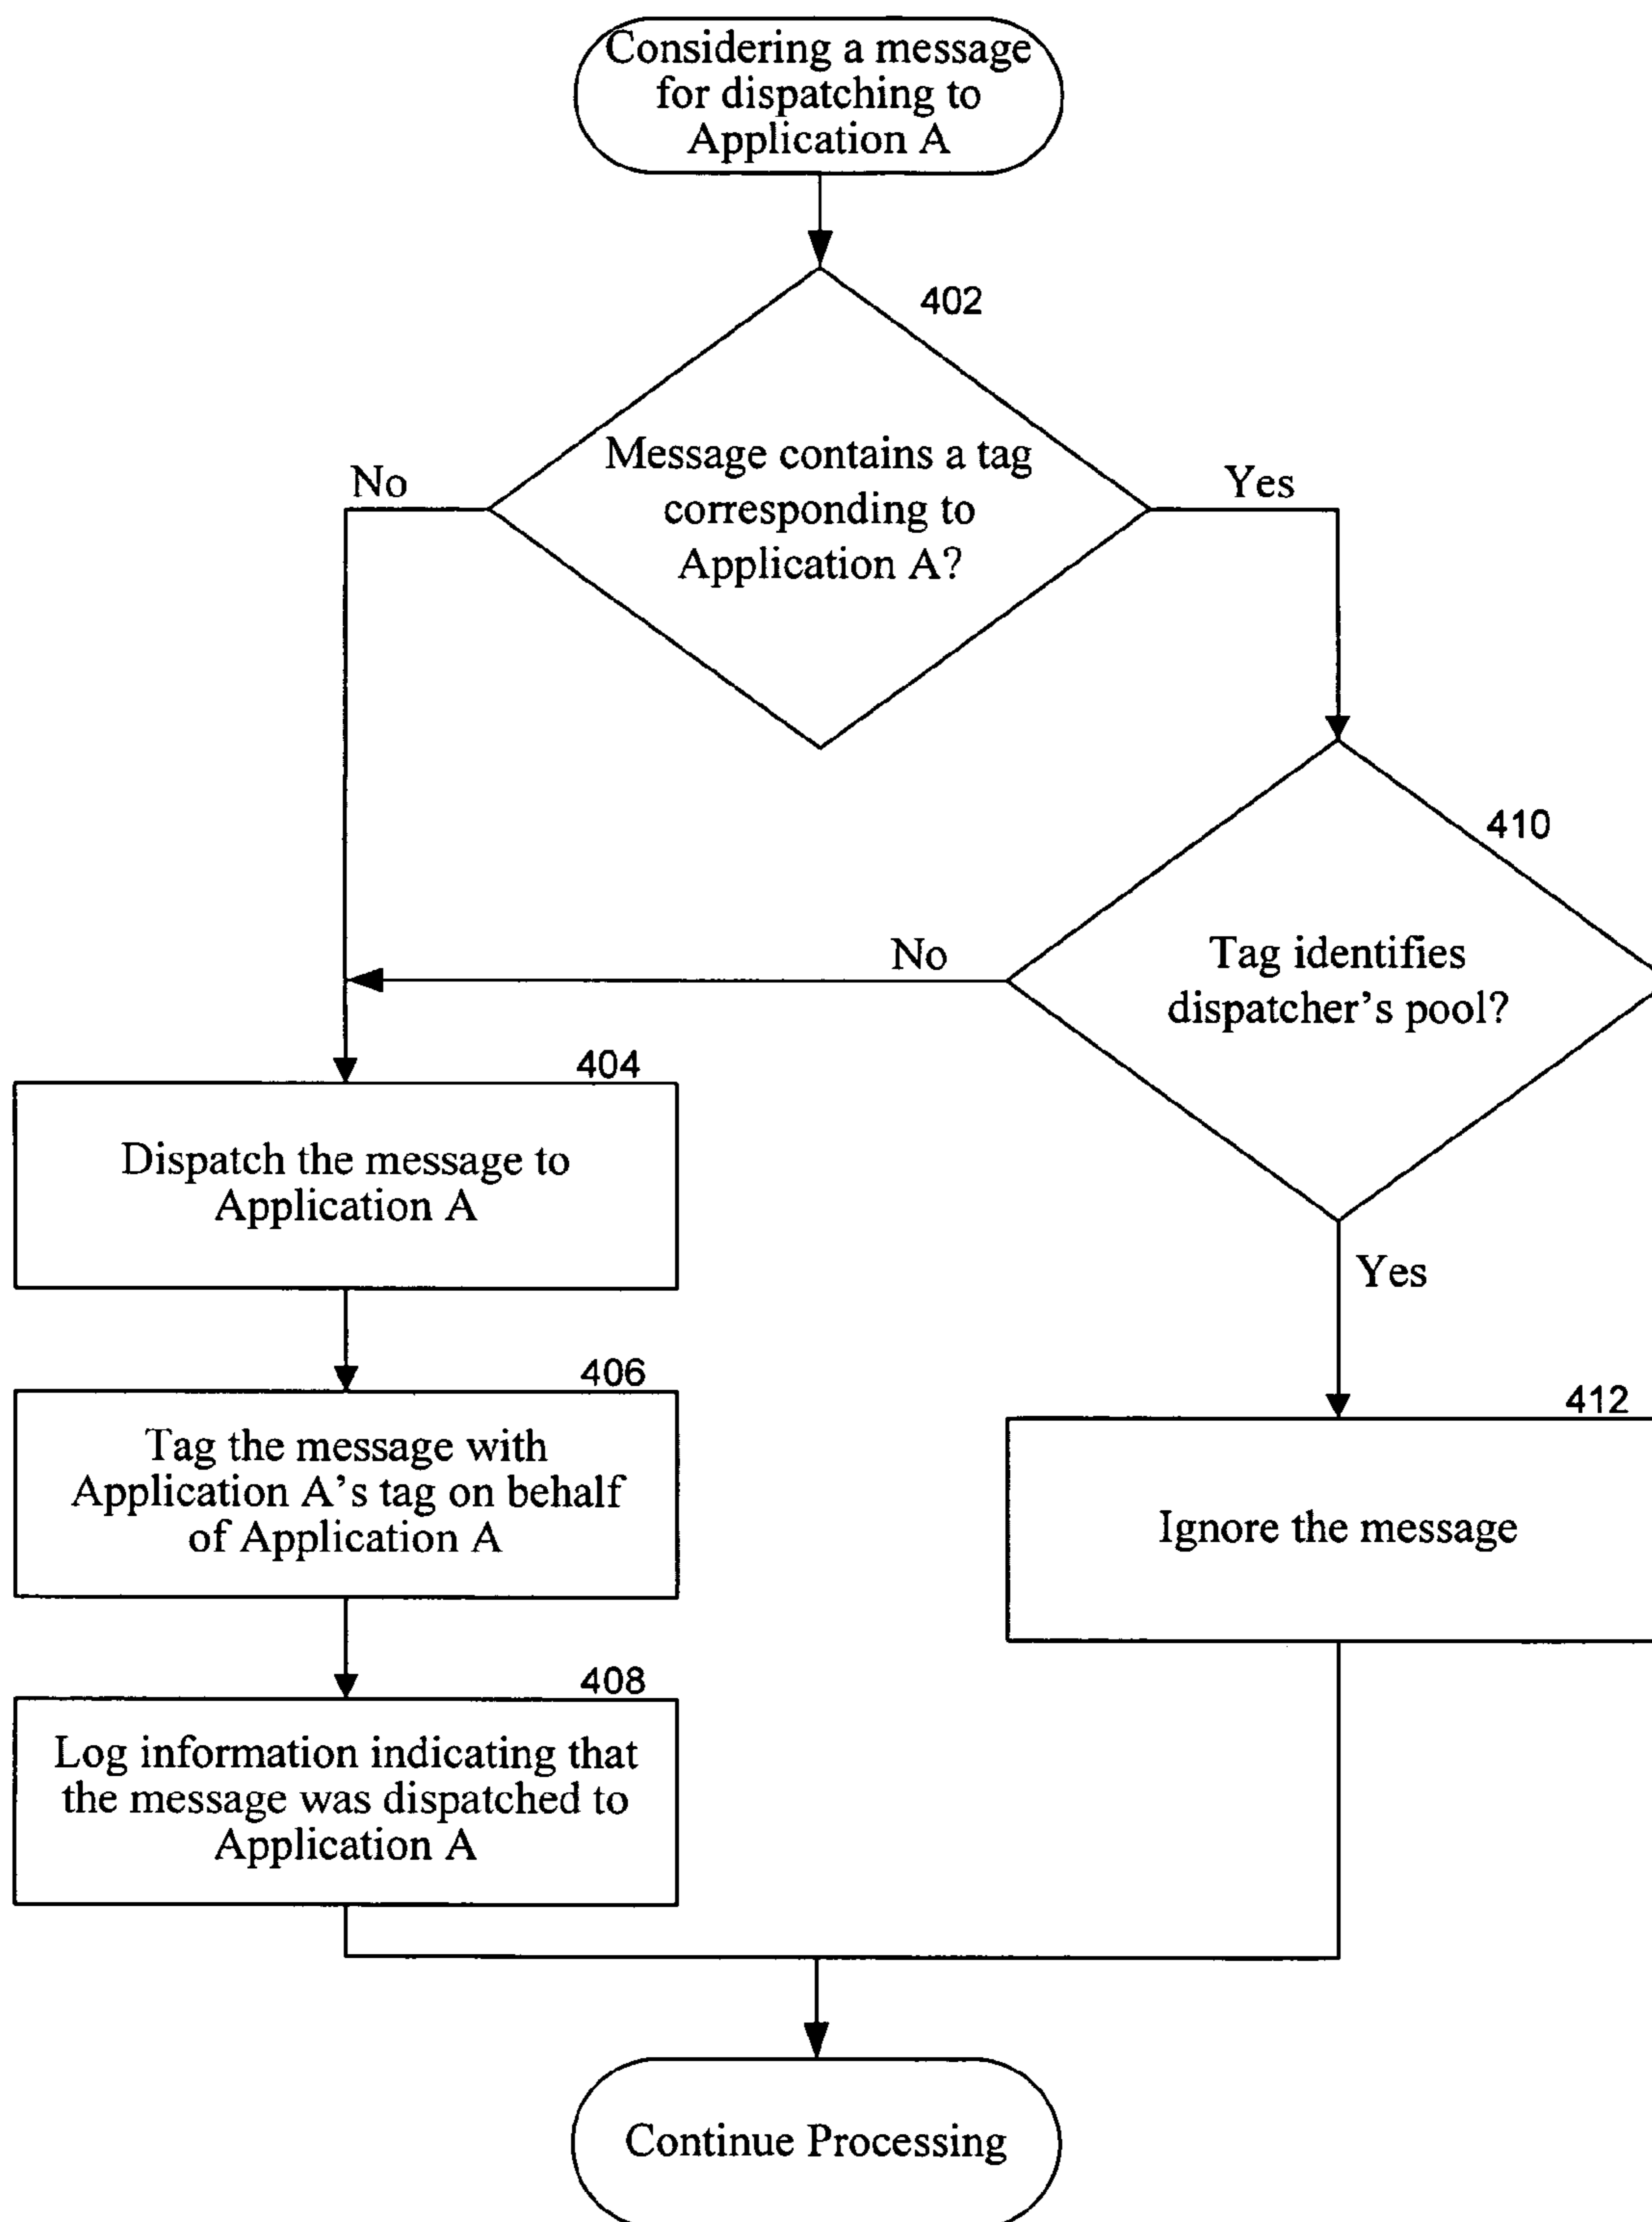 Considering a message
for dispatching to
Application A
402
Message contains a tag
corresponding to
Application A?
No
Yes
410
Tag identifies
dispatcher's pool?
No
Yes
404
Dispatch the message to
Application A
406
Tag the message with
Application A's tag on behalf
of Application A
412
Ignore the message
408
Log information indicating that
the message was dispatched to
Application A
Continue Processing